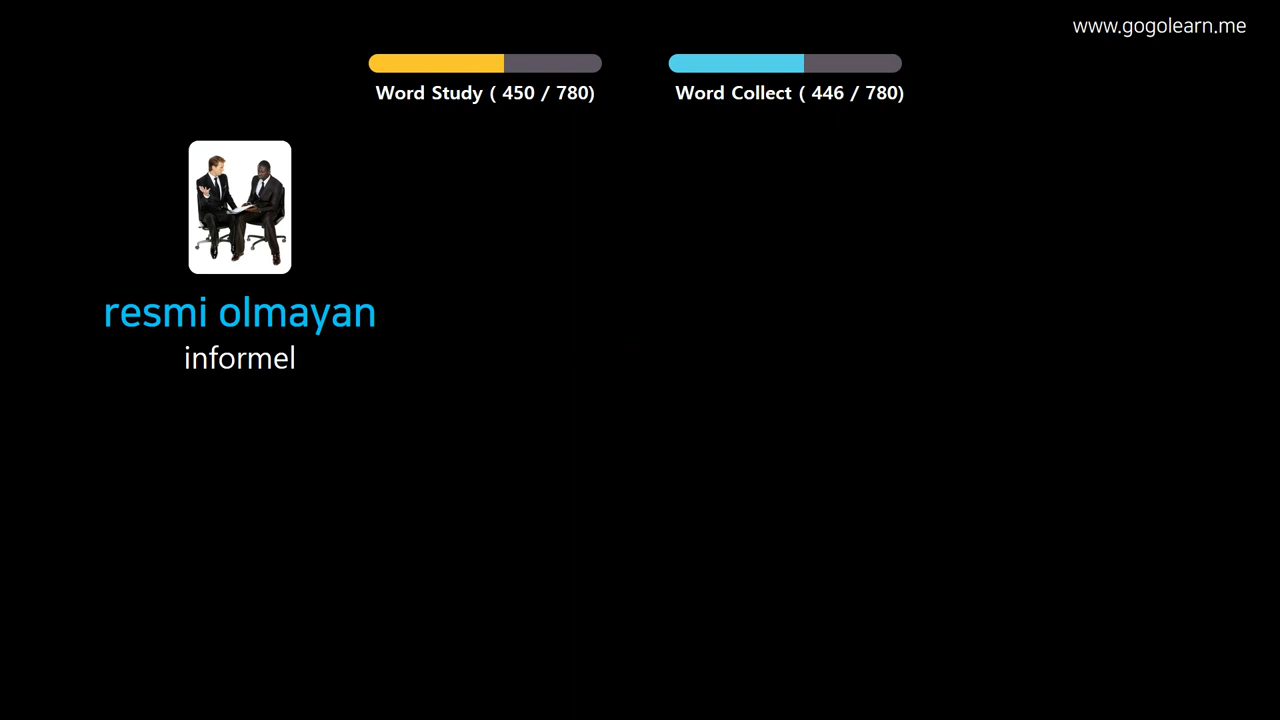 www.gogolearn.me
Word Study ( 450 / 780)
Word Collect ( 446 / 780)
resmi olmayan
informel